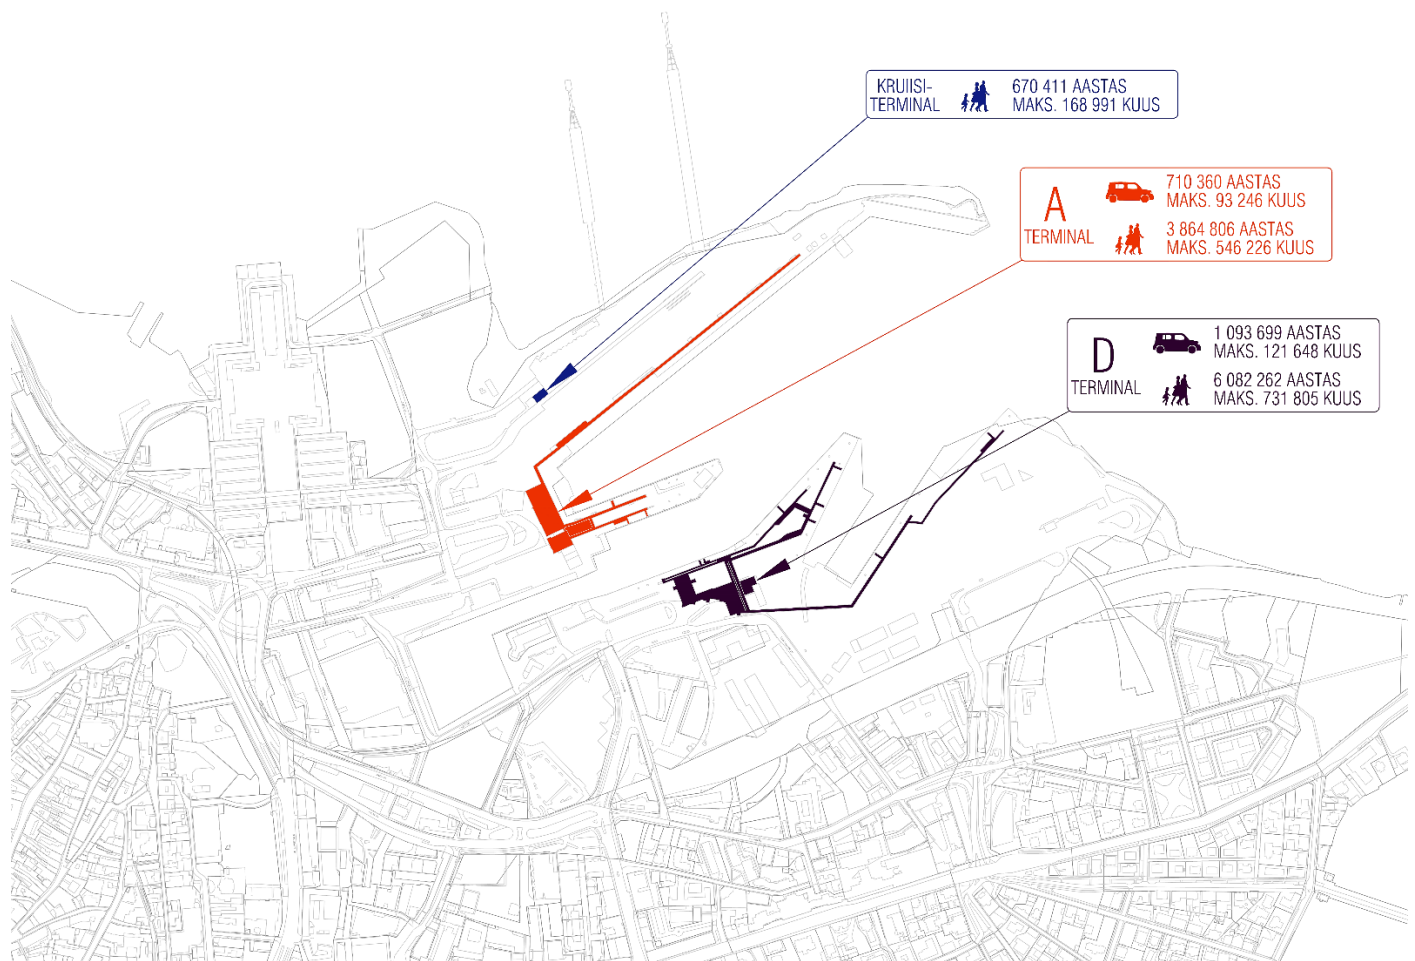 KRUIISI-
TERMINAL
670 411 AASTAS
MAKS. 168 991 KUUS
A
TERMINAL
710 360 AASTAS
MAKS. 93 246 KUUS
3 864 806 AASTAS
MAKS. 546 226 KUUS
D
TERMINAL
1 093 699 AASTAS
MAKS. 121 648 KUUS
6 082 262 AASTAS
MAKS. 731 805 KUUS